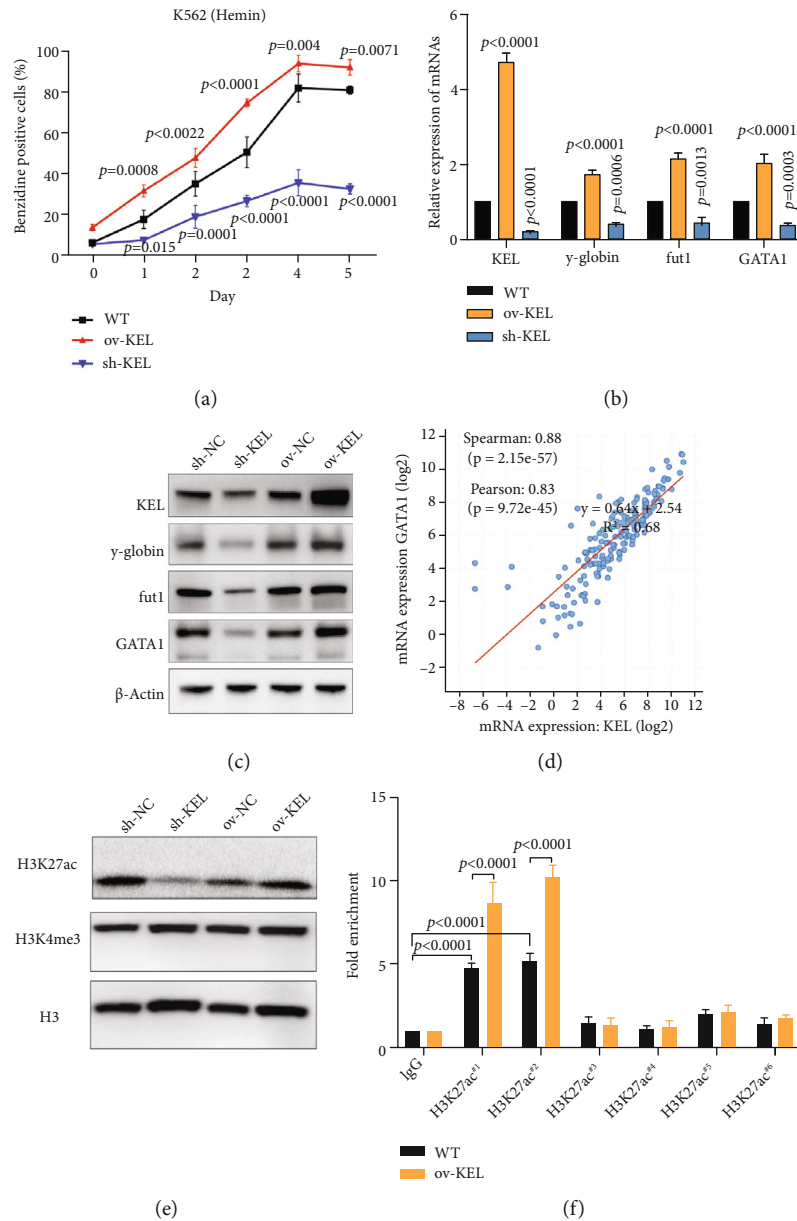 K562 (Hemin)
Benzidine positive cells (%)
100
80
60
40
20
0
p=0.0008
p<0.0022
p<0.0001
p=0.004
p=0.0071
p=0.015
p=0.0001
p<0.0001
p<0.0001
p<0.0001
0 1 2 2 4 5
Day
WT
ov-KEL
sh-KEL
(a)
Relative expression of mRNAs
6
4
2
0
p<0.0001
p<0.0001
p<0.0001
p<0.0001
p<0.0001
p=0.0006
p=0.0013
p=0.0003
KEL y-globin fut1 GATA1
WT
ov-KEL
sh-KEL
(b)
sh-NC sh-KEL ov-NC ov-KEL
KEL
y-globin
fut1
GATA1
β-Actin
(c)
mRNA expression GATA1 (log2)
12
10
8
6
4
2
0
−2
Spearman: 0.88
(p = 2.15e-57)
Pearson: 0.83
(p = 9.72e-45)
y = 0.64x + 2.54
R² = 0.68
−8 −6 −4 −2 0 2 4 6 8 10 12
mRNA expression: KEL (log2)
(d)
sh-NC sh-KEL ov-NC ov-KEL
H3K27ac
H3K4me3
H3
(e)
Fold enrichment
15
10
5
0
p<0.0001
p<0.0001
p<0.0001
p<0.0001
IgG H3K27ac#1 H3K27ac#2 H3K27ac#3 H3K27ac#4 H3K27ac#5 H3K27ac#6
WT
ov-KEL
(f)